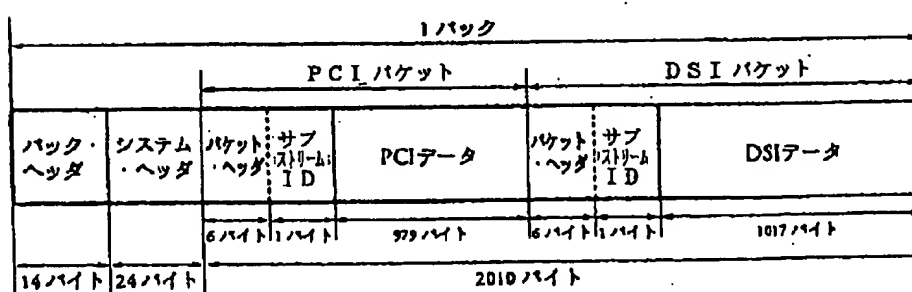 1パック
PCIパケット
DSIパケット
パック・
ヘッダ
システム
・ヘッダ
パケット
・ヘッダ
サブ
ストリーム
ID
PCIデータ
パケット
・ヘッダ
サブ
ストリーム
ID
DSIデータ
6バイト
1バイト
979バイト
6バイト
1バイト
1017バイト
14バイト
24バイト
2010バイト